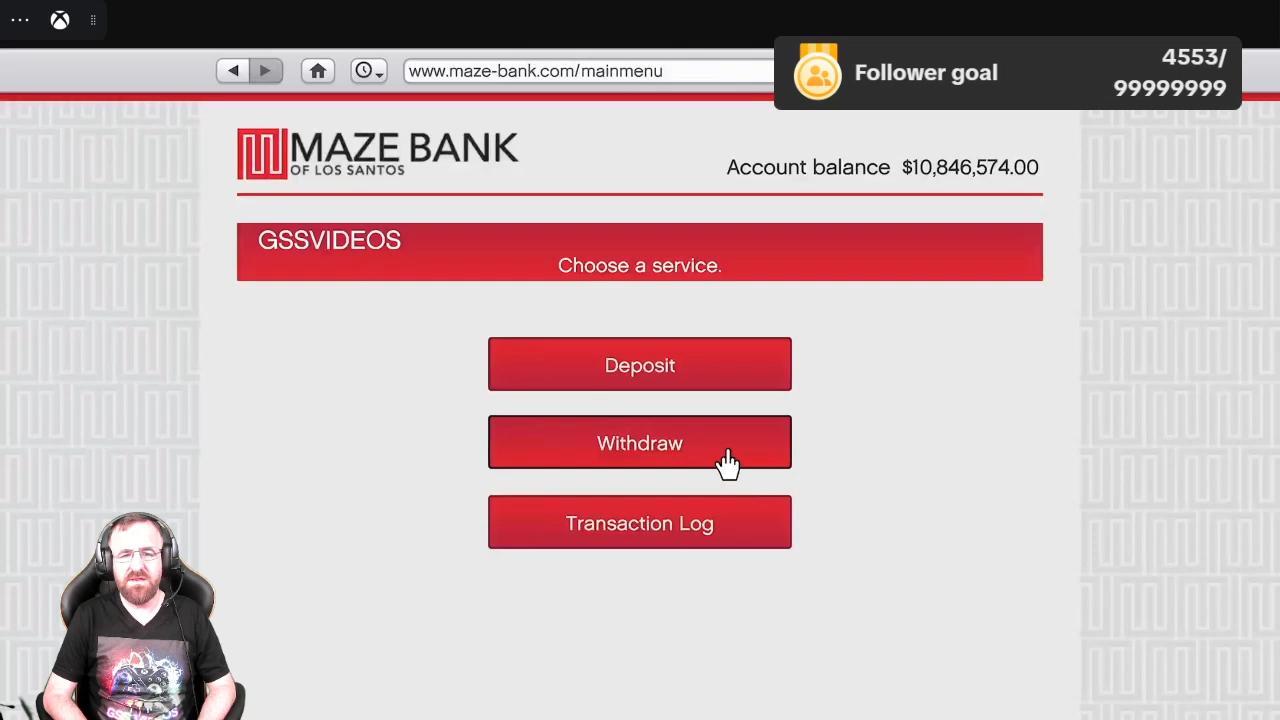 www.maze-bank.com/mainmenu
Follower goal
4553/
99999999
MAZE BANK
OF LOS SANTOS
Account balance $10,846,574.00
GSSVIDEOS
Choose a service.
Deposit
Withdraw
Transaction Log
GSSVIDEOS